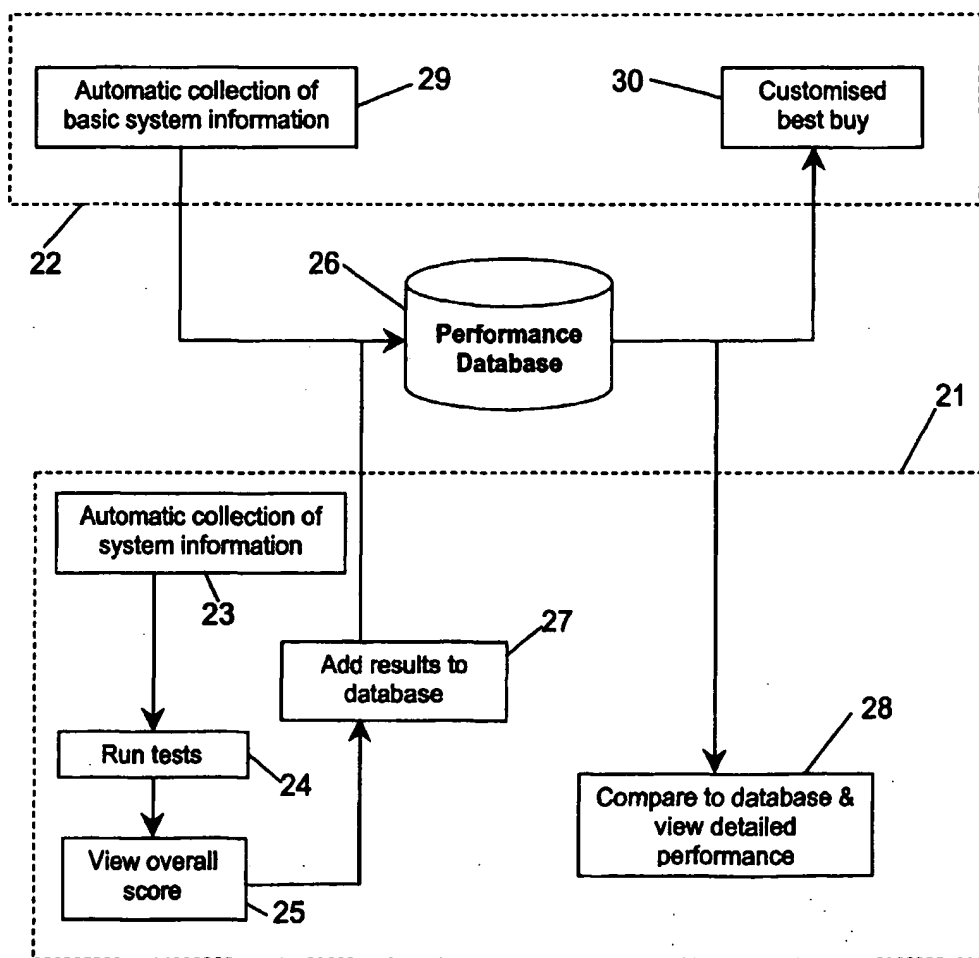 Automatic collection of
basic system information
29
30
Customised
best buy
22
26
Performance
Database
21
Automatic collection of
system information
23
27
Add results to
database
28
Run tests
24
Compare to database &
view detailed
performance
View overall
score
25